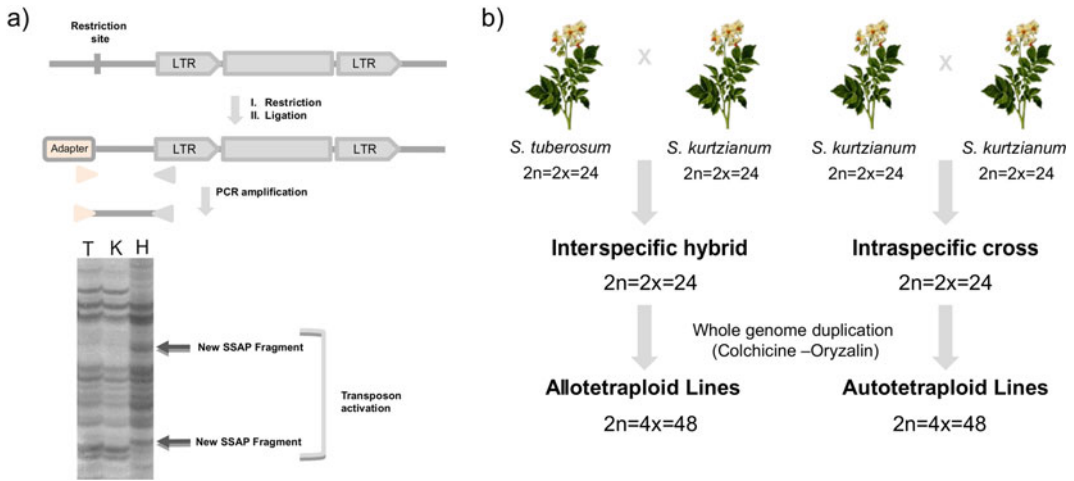 a)
Restriction
site
LTR
LTR
I. Restriction
II. Ligation
Adapter
LTR
LTR
PCR amplification
T K H
New SSAP Fragment
Transposon
activation
New SSAP Fragment
b)
X
X
S. tuberosum
S. kurtzianum
S. kurtzianum
S. kurtzianum
2n=2x=24
2n=2x=24
2n=2x=24
2n=2x=24
Interspecific hybrid
Intraspecific cross
2n=2x=24
2n=2x=24
Whole genome duplication
(Colchicine –Oryzalin)
Allotetraploid Lines
Autotetraploid Lines
2n=4x=48
2n=4x=48